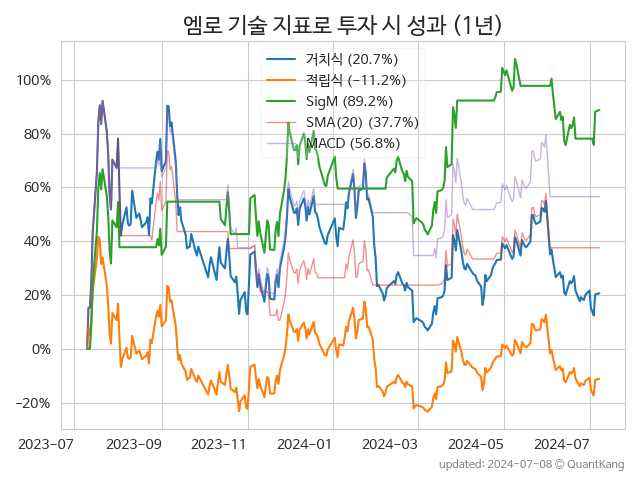 엠로 기술 지표로 투자 시 성과 (1년)
거치식 (20.7%)
적립식 (−11.2%)
SigM (89.2%)
SMA(20) (37.7%)
MACD (56.8%)
100%
80%
60%
40%
20%
0%
−20%
2023-07 2023-09 2023-11 2024-01 2024-03 2024-05 2024-07
updated: 2024-07-08 ⓒ QuantKang